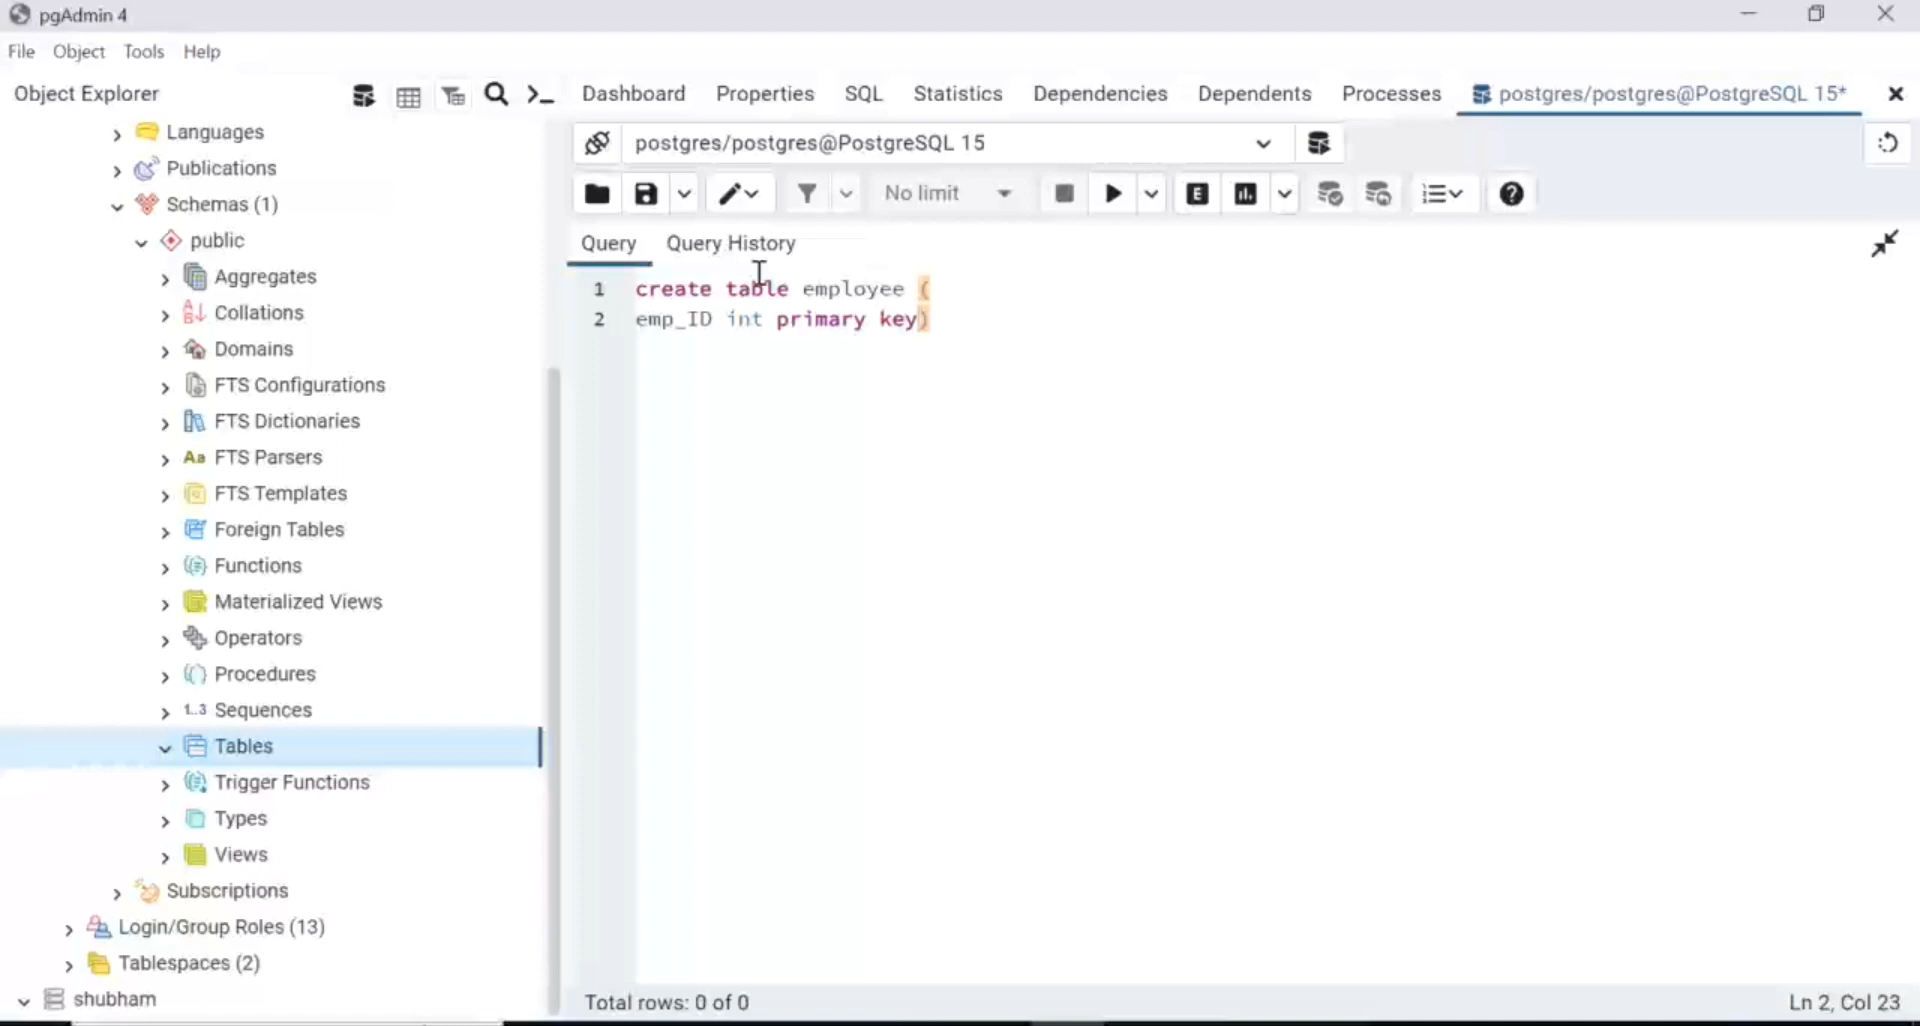 pgAdmin 4
File Object Tools Help
Object Explorer
Dashboard Properties SQL Statistics Dependencies Dependents Processes postgres/postgres@PostgreSQL 15*
postgres/postgres@PostgreSQL 15
No limit
E
Query Query History
1 create table employee (
2 emp_ID int primary key)
Languages
Publications
Schemas (1)
public
Aggregates
Collations
Domains
FTS Configurations
FTS Dictionaries
Aa FTS Parsers
FTS Templates
Foreign Tables
Functions
Materialized Views
Operators
Procedures
1..3 Sequences
Tables
Trigger Functions
Types
Views
Subscriptions
Login/Group Roles (13)
Tablespaces (2)
shubham
Total rows: 0 of 0
Ln 2, Col 23